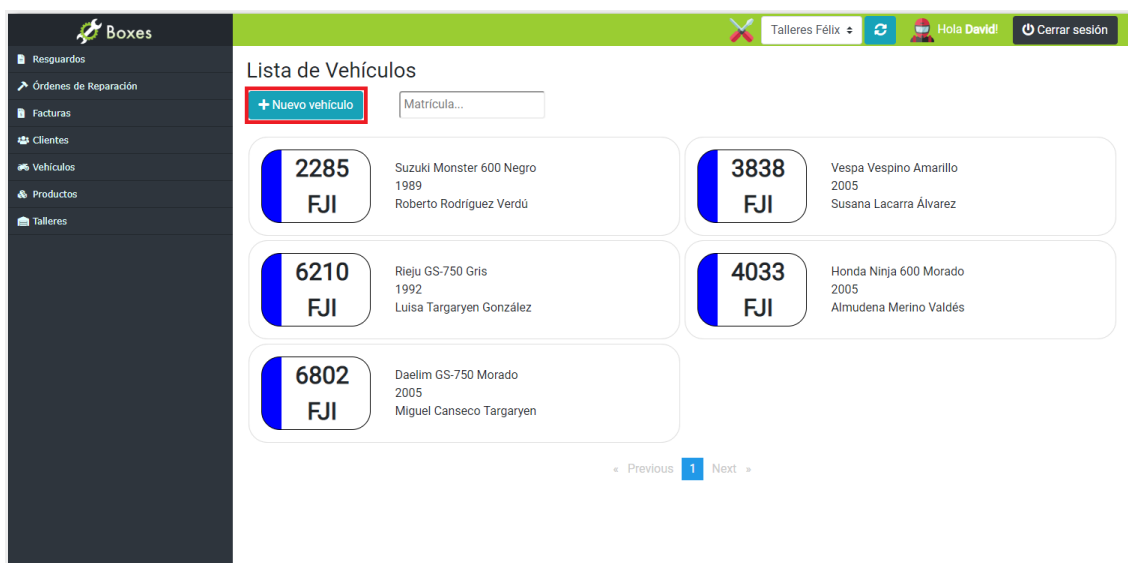 Boxes
Talleres Félix
Hola David!
Cerrar sesión
Resguardos
Órdenes de Reparación
Facturas
Clientes
Vehículos
Productos
Talleres
Lista de Vehículos
+ Nuevo vehículo
Matrícula...
2285
FJI
Suzuki Monster 600 Negro
1989
Roberto Rodríguez Verdú
3838
FJI
Vespa Vespino Amarillo
2005
Susana Lacarra Álvarez
6210
FJI
Rieju GS-750 Gris
1992
Luisa Targaryen González
4033
FJI
Honda Ninja 600 Morado
2005
Almudena Merino Valdés
6802
FJI
Daelim GS-750 Morado
2005
Miguel Canseco Targaryen
« Previous 1 Next »